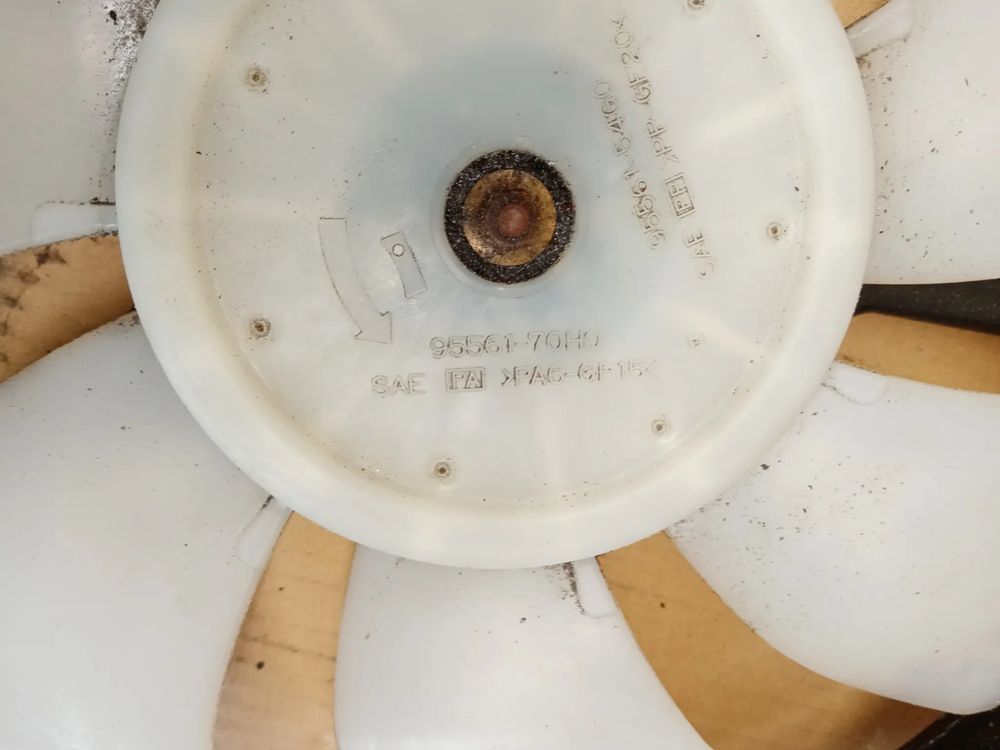 95561-70H0
SAE PA >PA6-GF15<
95561-54G0
SAE PP >PP-GF20<